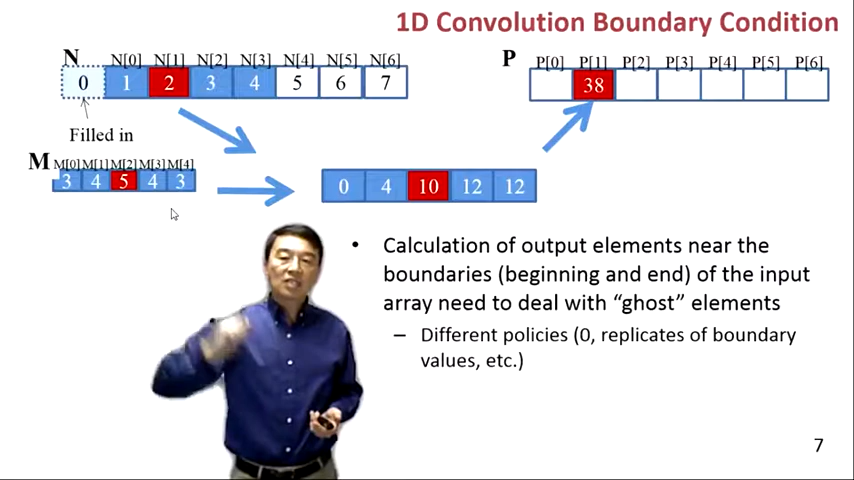 1D Convolution Boundary Condition
N
N[0] N[1] N[2] N[3] N[4] N[5] N[6]
0 1 2 3 4 5 6 7
Filled in
P
P[0] P[1] P[2] P[3] P[4] P[5] P[6]
38
M
M[0] M[1] M[2] M[3] M[4]
3 4 5 4 3
0 4 10 12 12
• Calculation of output elements near the
boundaries (beginning and end) of the input
array need to deal with “ghost” elements
– Different policies (0, replicates of boundary
values, etc.)
7